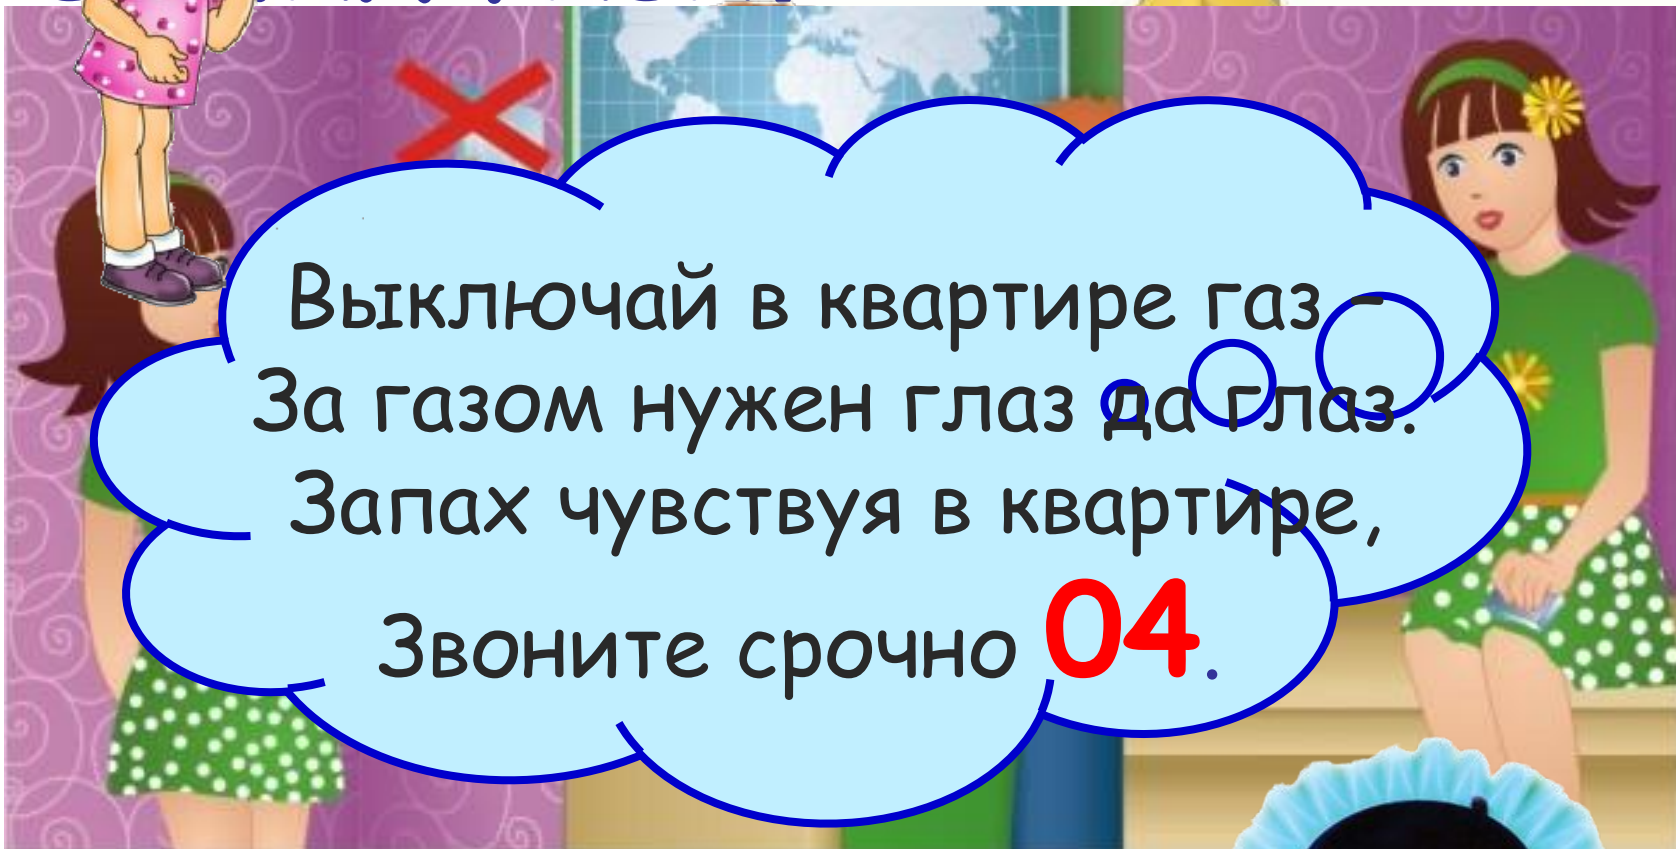 Выключай в квартире газ –
За газом нужен глаз да глаз.
Запах чувствуя в квартире,
Звоните срочно 04.